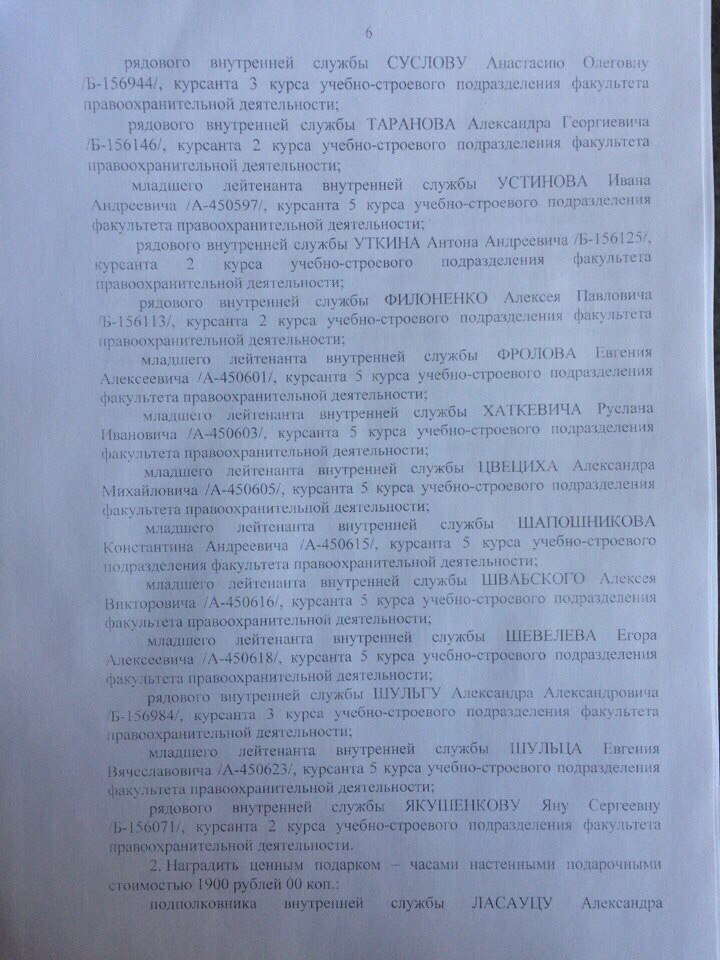 6
рядового внутренней службы СУСЛОВУ Анастасию Олеговну
/Б-156944/, курсанта 3 курса учебно-строевого подразделения факультета
правоохранительной деятельности;
рядового внутренней службы ТАРАНОВА Александра Георгиевича
/Б-156146/, курсанта 2 курса учебно-строевого подразделения факультета
правоохранительной деятельности;
младшего лейтенанта внутренней службы УСТИНОВА Ивана
Андреевича /А-450597/, курсанта 5 курса учебно-строевого подразделения
факультета правоохранительной деятельности;
рядового внутренней службы УТКИНА Антона Андреевича /Б-156125/,
курсанта 2 курса учебно-строевого подразделения факультета
правоохранительной деятельности;
рядового внутренней службы ФИЛОНЕНКО Алексея Павловича
/Б-156113/, курсанта 2 курса учебно-строевого подразделения факультета
правоохранительной деятельности;
младшего лейтенанта внутренней службы ФРОЛОВА Евгения
Алексеевича /А-450601/, курсанта 5 курса учебно-строевого подразделения
факультета правоохранительной деятельности;
младшего лейтенанта внутренней службы ХАТКЕВИЧА Руслана
Ивановича /А-450603/, курсанта 5 курса учебно-строевого подразделения
факультета правоохранительной деятельности;
младшего лейтенанта внутренней службы ЦВЕЦИХА Александра
Михайловича /А-450605/, курсанта 5 курса учебно-строевого подразделения
факультета правоохранительной деятельности;
младшего лейтенанта внутренней службы ШАПОШНИКОВА
Константина Андреевича /А-450615/, курсанта 5 курса учебно-строевого
подразделения факультета правоохранительной деятельности;
младшего лейтенанта внутренней службы ШВАБСКОГО Алексея
Викторовича /А-450616/, курсанта 5 курса учебно-строевого подразделения
факультета правоохранительной деятельности;
младшего лейтенанта внутренней службы ШЕВЕЛЕВА Егора
Алексеевича /А-450618/, курсанта 5 курса учебно-строевого подразделения
факультета правоохранительной деятельности;
рядового внутренней службы ШУЛЬГУ Александра Александровича
/Б-156984/, курсанта 3 курса учебно-строевого подразделения факультета
правоохранительной деятельности;
младшего лейтенанта внутренней службы ШУЛЬЦА Евгения
Вячеславовича /А-450623/, курсанта 5 курса учебно-строевого подразделения
факультета правоохранительной деятельности;
рядового внутренней службы ЯКУШЕНКОВУ Яну Сергеевну
/Б-156071/, курсанта 2 курса учебно-строевого подразделения факультета
правоохранительной деятельности.
2. Наградить ценным подарком – часами настенными подарочными
стоимостью 1900 рублей 00 коп.:
подполковника внутренней службы ЛАСАУЦУ Александра